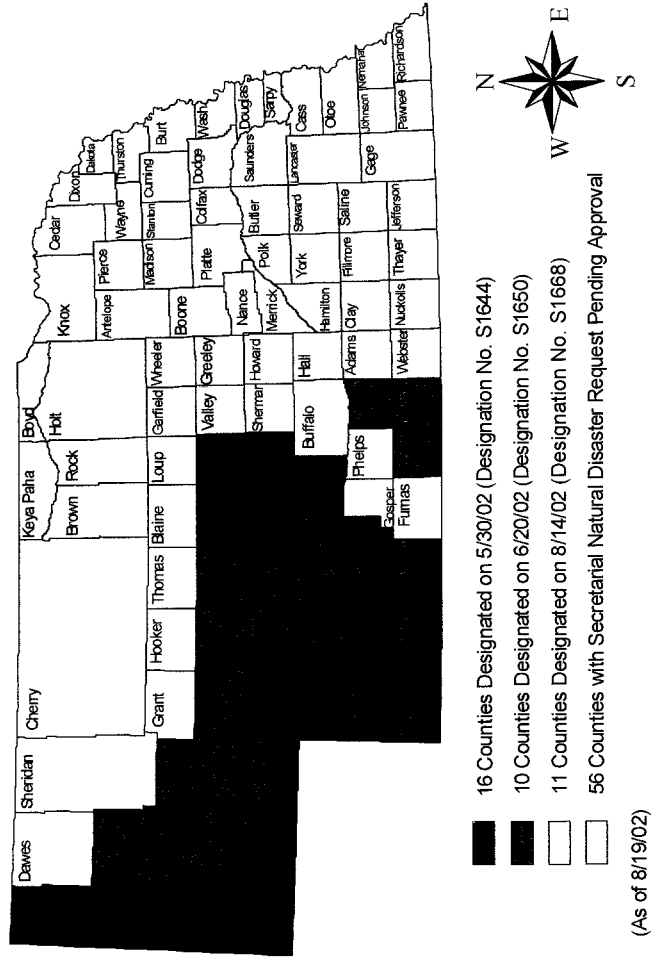 Dawes
Sheridan
Cherry
Keya Paha
Boyd
Brown
Rock
Holt
Knox
Cedar
Dixon
Dakota
Antelope
Pierce
Wayne
Thurston
Grant
Hooker
Thomas
Blaine
Loup
Garfield
Wheeler
Boone
Madison
Stanton
Cuming
Burt
Valley
Greeley
Nance
Platte
Colfax
Dodge
Wash
Douglas
Sarpy
Sherman
Howard
Merrick
Polk
Butler
Saunders
Cass
Buffalo
Hall
Hamilton
York
Seward
Lancaster
Otoe
Phelps
Adams
Clay
Fillmore
Saline
Gage
Johnson
Nemaha
Gosper
Furnas
Webster
Nuckolls
Thayer
Jefferson
Pawnee
Richardson
16 Counties Designated on 5/30/02 (Designation No. S1644)
10 Counties Designated on 6/20/02 (Designation No. S1650)
11 Counties Designated on 8/14/02 (Designation No. S1668)
56 Counties with Secretarial Natural Disaster Request Pending Approval
(As of 8/19/02)
N
W
E
S